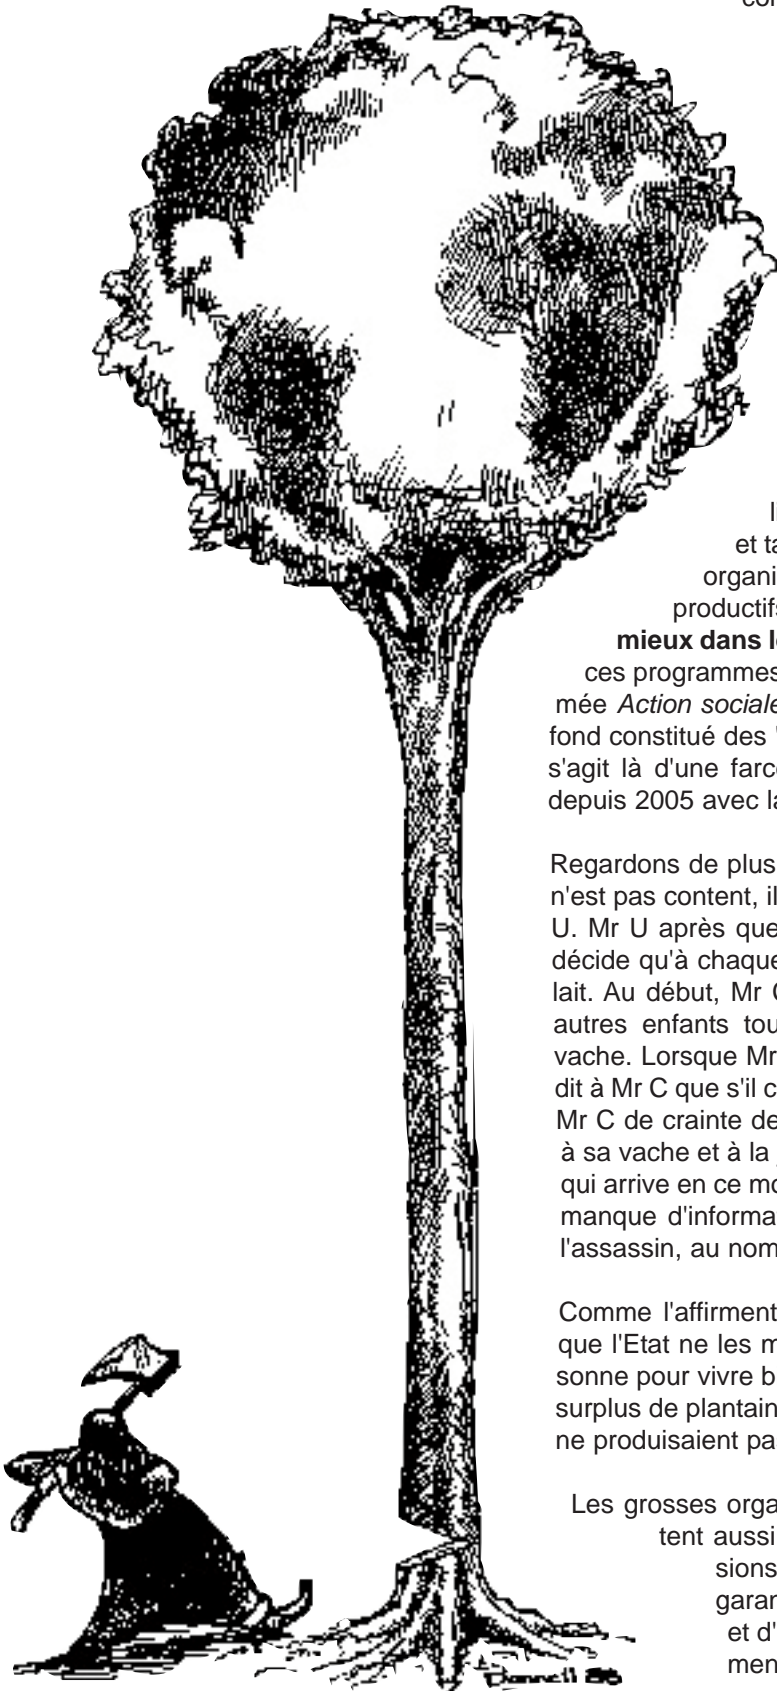 con
et ta
organi
productifs
mieux dans l
ces programmes
mée Action sociale
fond constitué des "
s'agit là d'une farc
depuis 2005 avec la
Regardons de plus
n'est pas content, il
U. Mr U après que
décide qu'à chaque
lait. Au début, Mr C
autres enfants tou
vache. Lorsque Mr
dit à Mr C que s'il c
Mr C de crainte de
à sa vache et à la
qui arrive en ce mo
manque d'informa
l'assassin, au nom
Comme l'affirment
que l'Etat ne les m
sonne pour vivre b
surplus de plantain
ne produisaient pa
Les grosses orga
tent aussi
sions
garan
et d'
men